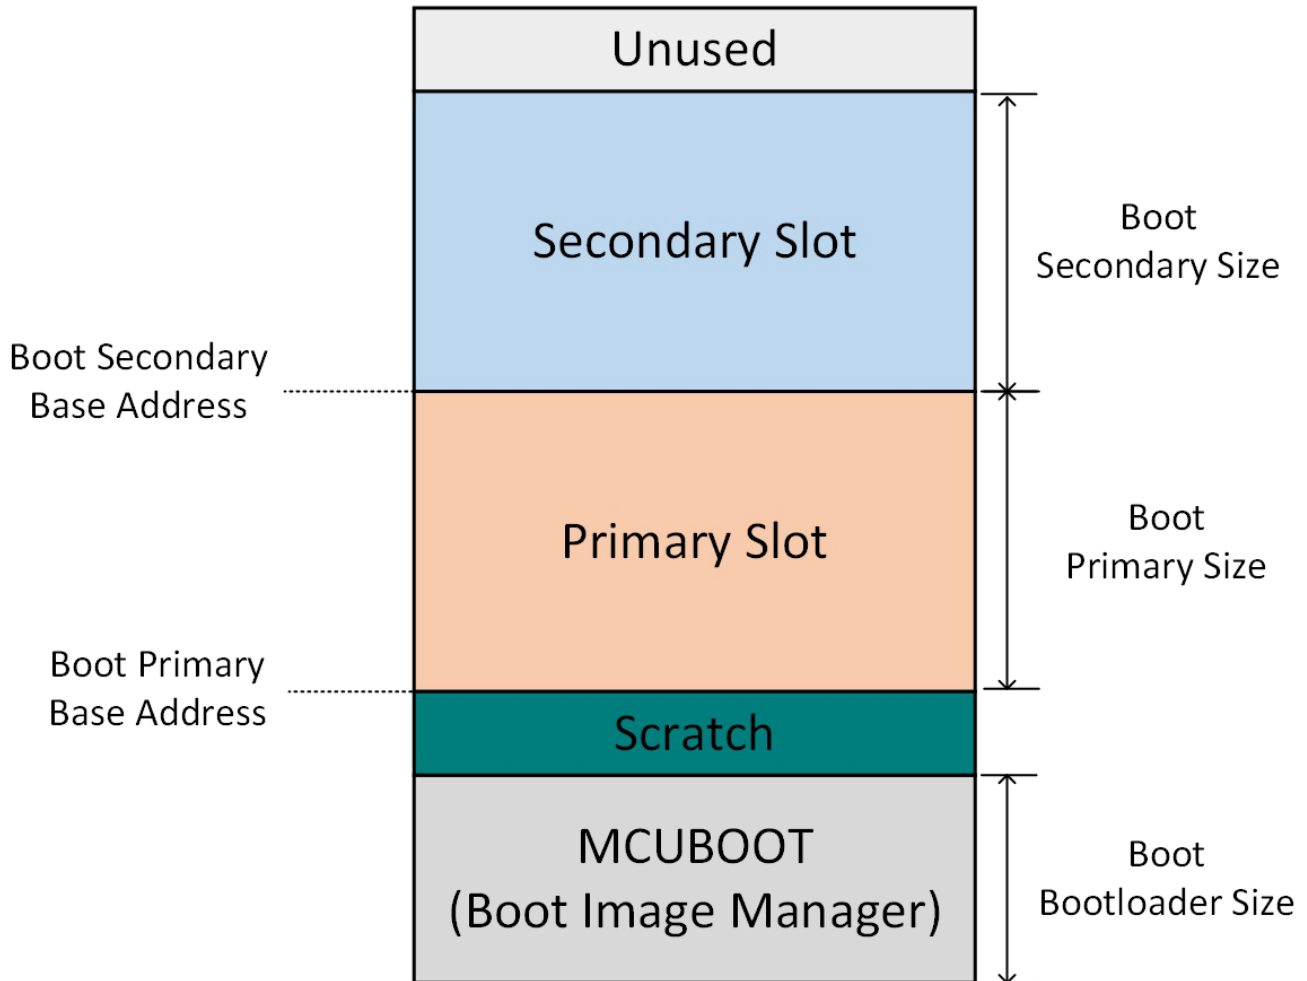 Unused
Secondary Slot
Boot
Secondary Size
Boot Secondary
Base Address
Primary Slot
Boot
Primary Size
Boot Primary
Base Address
Scratch
MCUBOOT
(Boot Image Manager)
Boot
Bootloader Size